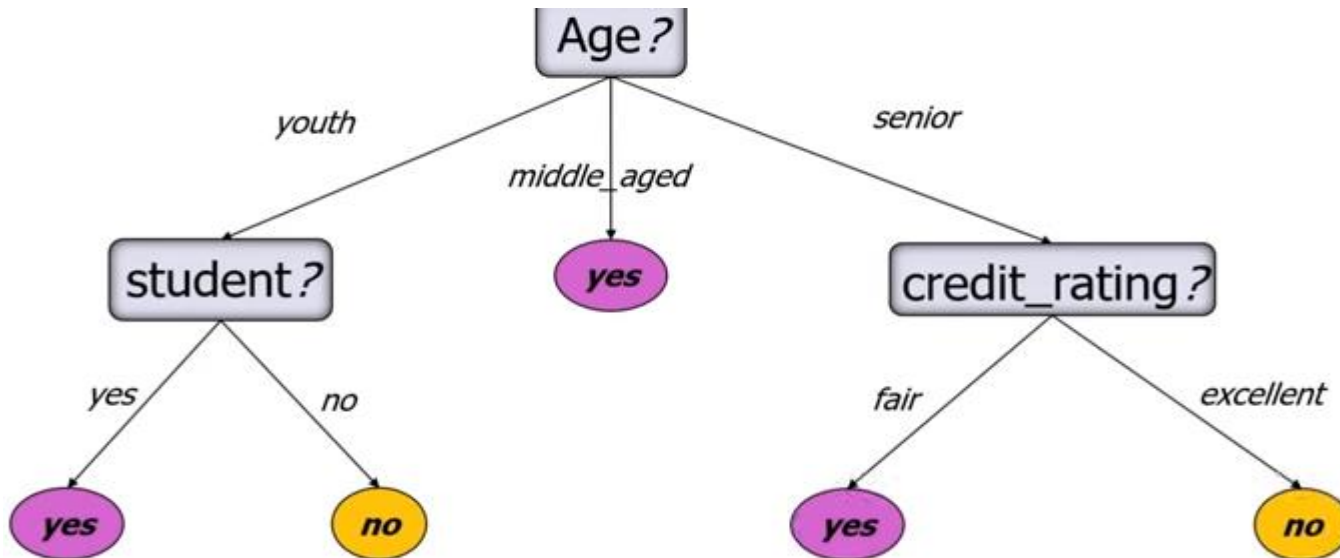 Age?
youth
senior
middle_aged
student?
yes
credit_rating?
yes
no
fair
excellent
yes
no
yes
no